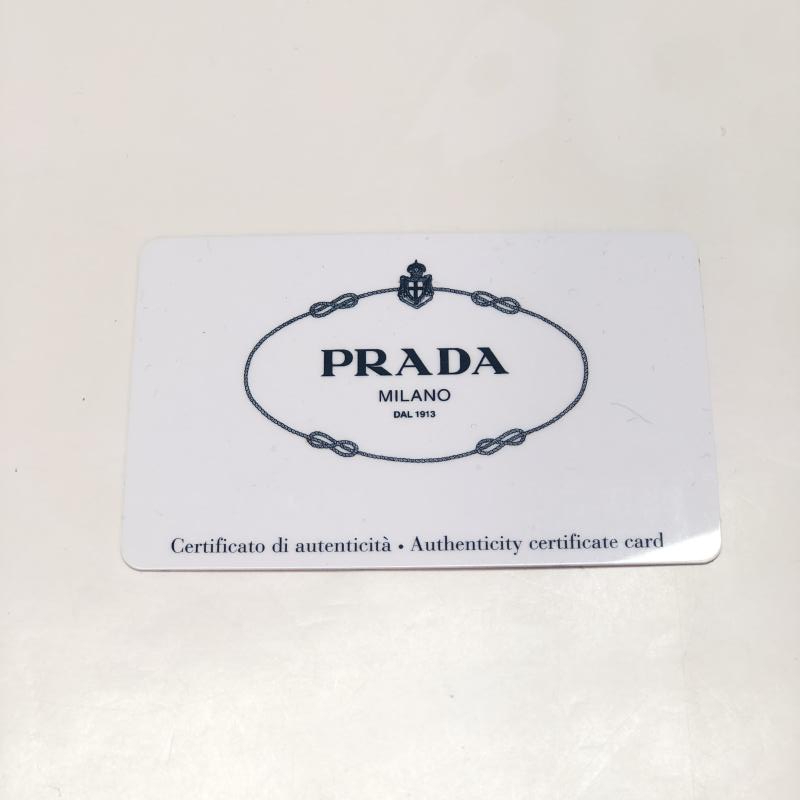 PRADA
MILANO
DAL 1913
Certificato di autenticità • Authenticity certificate card